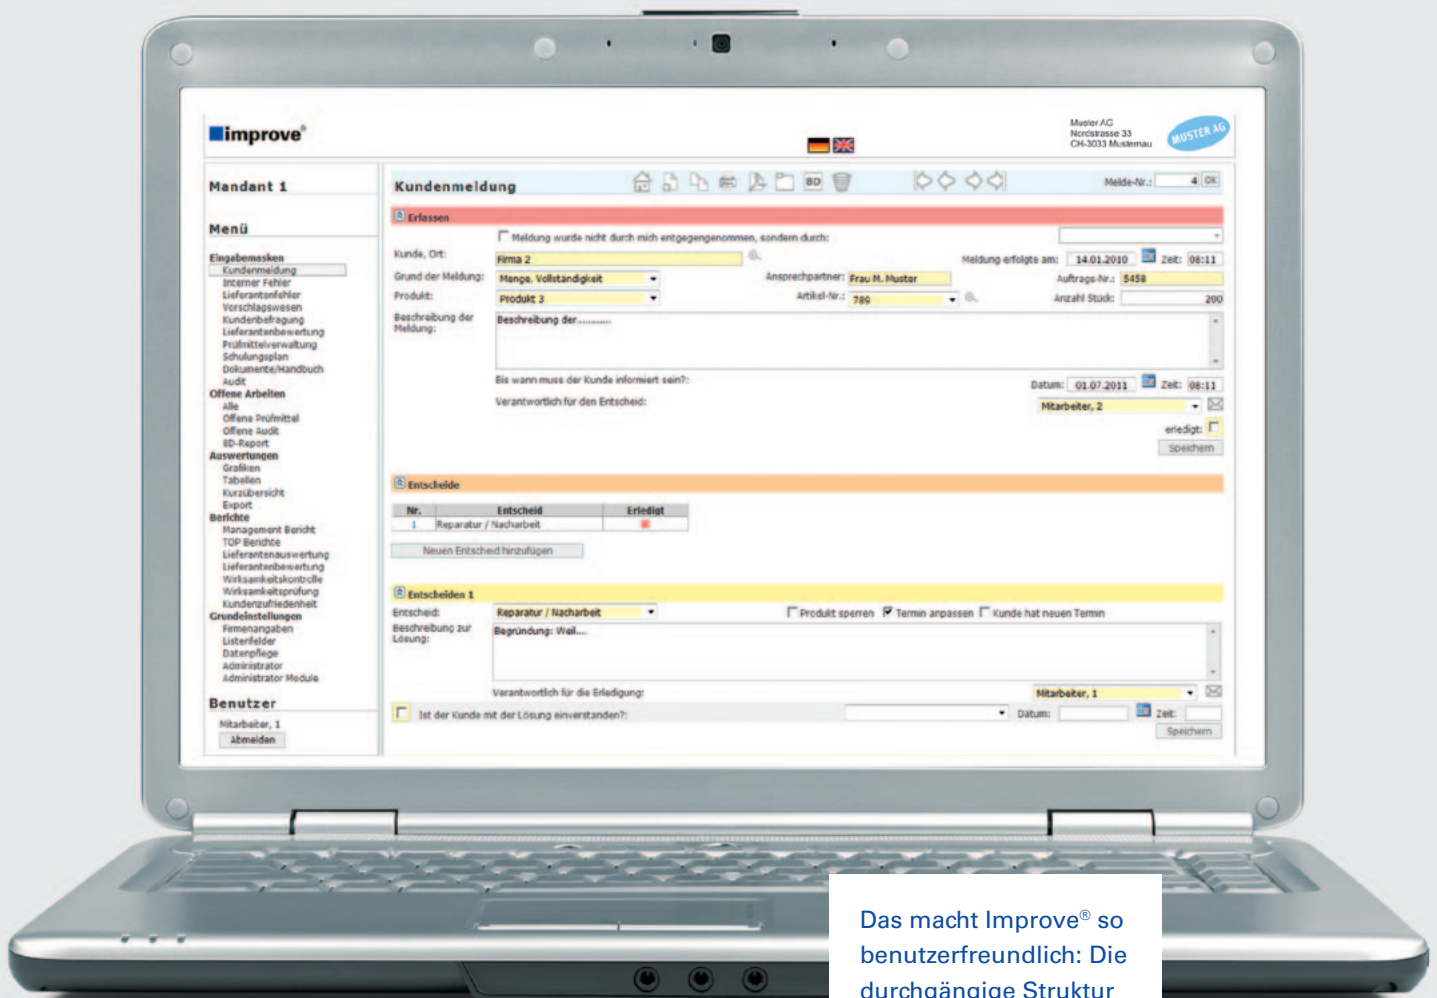 improve®
Muster AG
Nordstrasse 33
CH-3033 Musternau
MUSTER AG
Mandant 1
Menü
Eingabemasken
Kundenmeldung
Interner Fehler
Lieferantenfehler
Vorschlagswesen
Kundenbefragung
Lieferantenbewertung
Prüfmittelverwaltung
Schulungsplan
Dokumente/Handbuch
Audit
Offene Arbeiten
Alle
Offene Prüfmittel
Offene Audit
8D-Report
Auswertungen
Grafiken
Tabellen
Kurzübersicht
Export
Berichte
Management Bericht
TOP Berichte
Lieferantenauswertung
Lieferantenbewertung
Wirksamkeitskontrolle
Wirksamkeitsprüfung
Kundenzufriedenheit
Grundeinstellungen
Firmenangaben
Listenfelder
Datenpflege
Administrator
Administrator Module
Benutzer
Mitarbeiter, 1
Abmelden
Kundenmeldung 8D Melde-Nr.: 4 OK
Erfassen
Meldung wurde nicht durch mich entgegengenommen, sondern durch:
Kunde, Ort: Firma 2 Meldung erfolgte am: 14.01.2010 Zeit: 08:11
Grund der Meldung: Menge, Vollständigkeit Ansprechpartner: Frau M. Muster Auftrags-Nr.: 5458
Produkt: Produkt 3 Artikel-Nr.: 789 Anzahl Stück: 200
Beschreibung der Meldung: Beschreibung der...........
Bis wann muss der Kunde informiert sein?: Datum: 01.07.2011 Zeit: 08:11
Verantwortlich für den Entscheid: Mitarbeiter, 2
erledigt:
Speichern
Entscheide
Nr. Entscheid Erledigt
1 Reparatur / Nacharbeit
Neuen Entscheid hinzufügen
Entscheiden 1
Entscheid: Reparatur / Nacharbeit Produkt sperren Termin anpassen Kunde hat neuen Termin
Beschreibung zur Lösung: Begründung: Weil....
Verantwortlich für die Erledigung: Mitarbeiter, 1
Ist der Kunde mit der Lösung einverstanden?: Datum: Zeit:
Speichern
Das macht Improve® so
benutzerfreundlich: Die
durchgängige Struktur